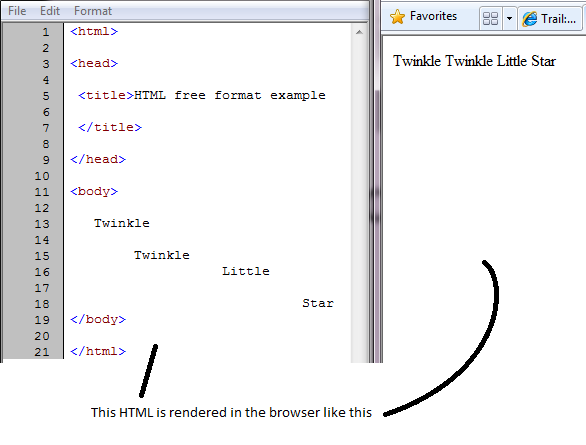 File Edit Format
Favorites
Trail:...
1 <html>
2
3 <head>
4
5 <title>HTML free format example
6
7 </title>
8
9 </head>
10
11 <body>
12
13 Twinkle
14
15 Twinkle
16 Little
17
18 Star
19 </body>
20
21 </html>
Twinkle Twinkle Little Star
This HTML is rendered in the browser like this